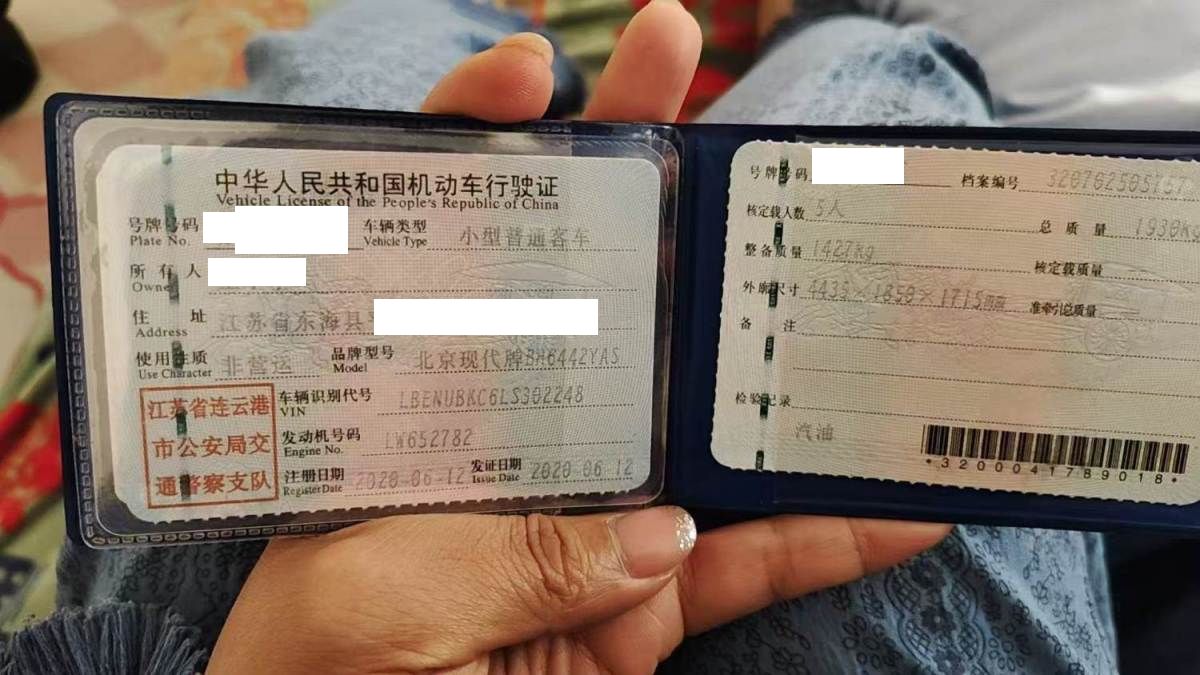 中华人民共和国机动车行驶证
Vehicle License of the People's Republic of China
号牌号码
Plate No.
车辆类型 小型普通客车
Vehicle Type
所有人
Owner
住址 江苏省东海县
Address
使用性质 非营运
Use Character
品牌型号 北京现代牌BH6442YAS
Model
江苏省连云港
市公安局交
通警察支队
车辆识别代号 LBENUBKC6LS302248
VIN
发动机号码 LW652782
Engine No.
注册日期 2020-06-12
Register Date
发证日期 2020-06-12
Issue Date
号牌号码
档案编号
核定载人数 5人
总质量 1930kg
整备质量 1427kg
核定载质量
外廓尺寸 4435×1850×1715mm
准牵引总质量
备注
检验记录
汽油
*3200041789018*